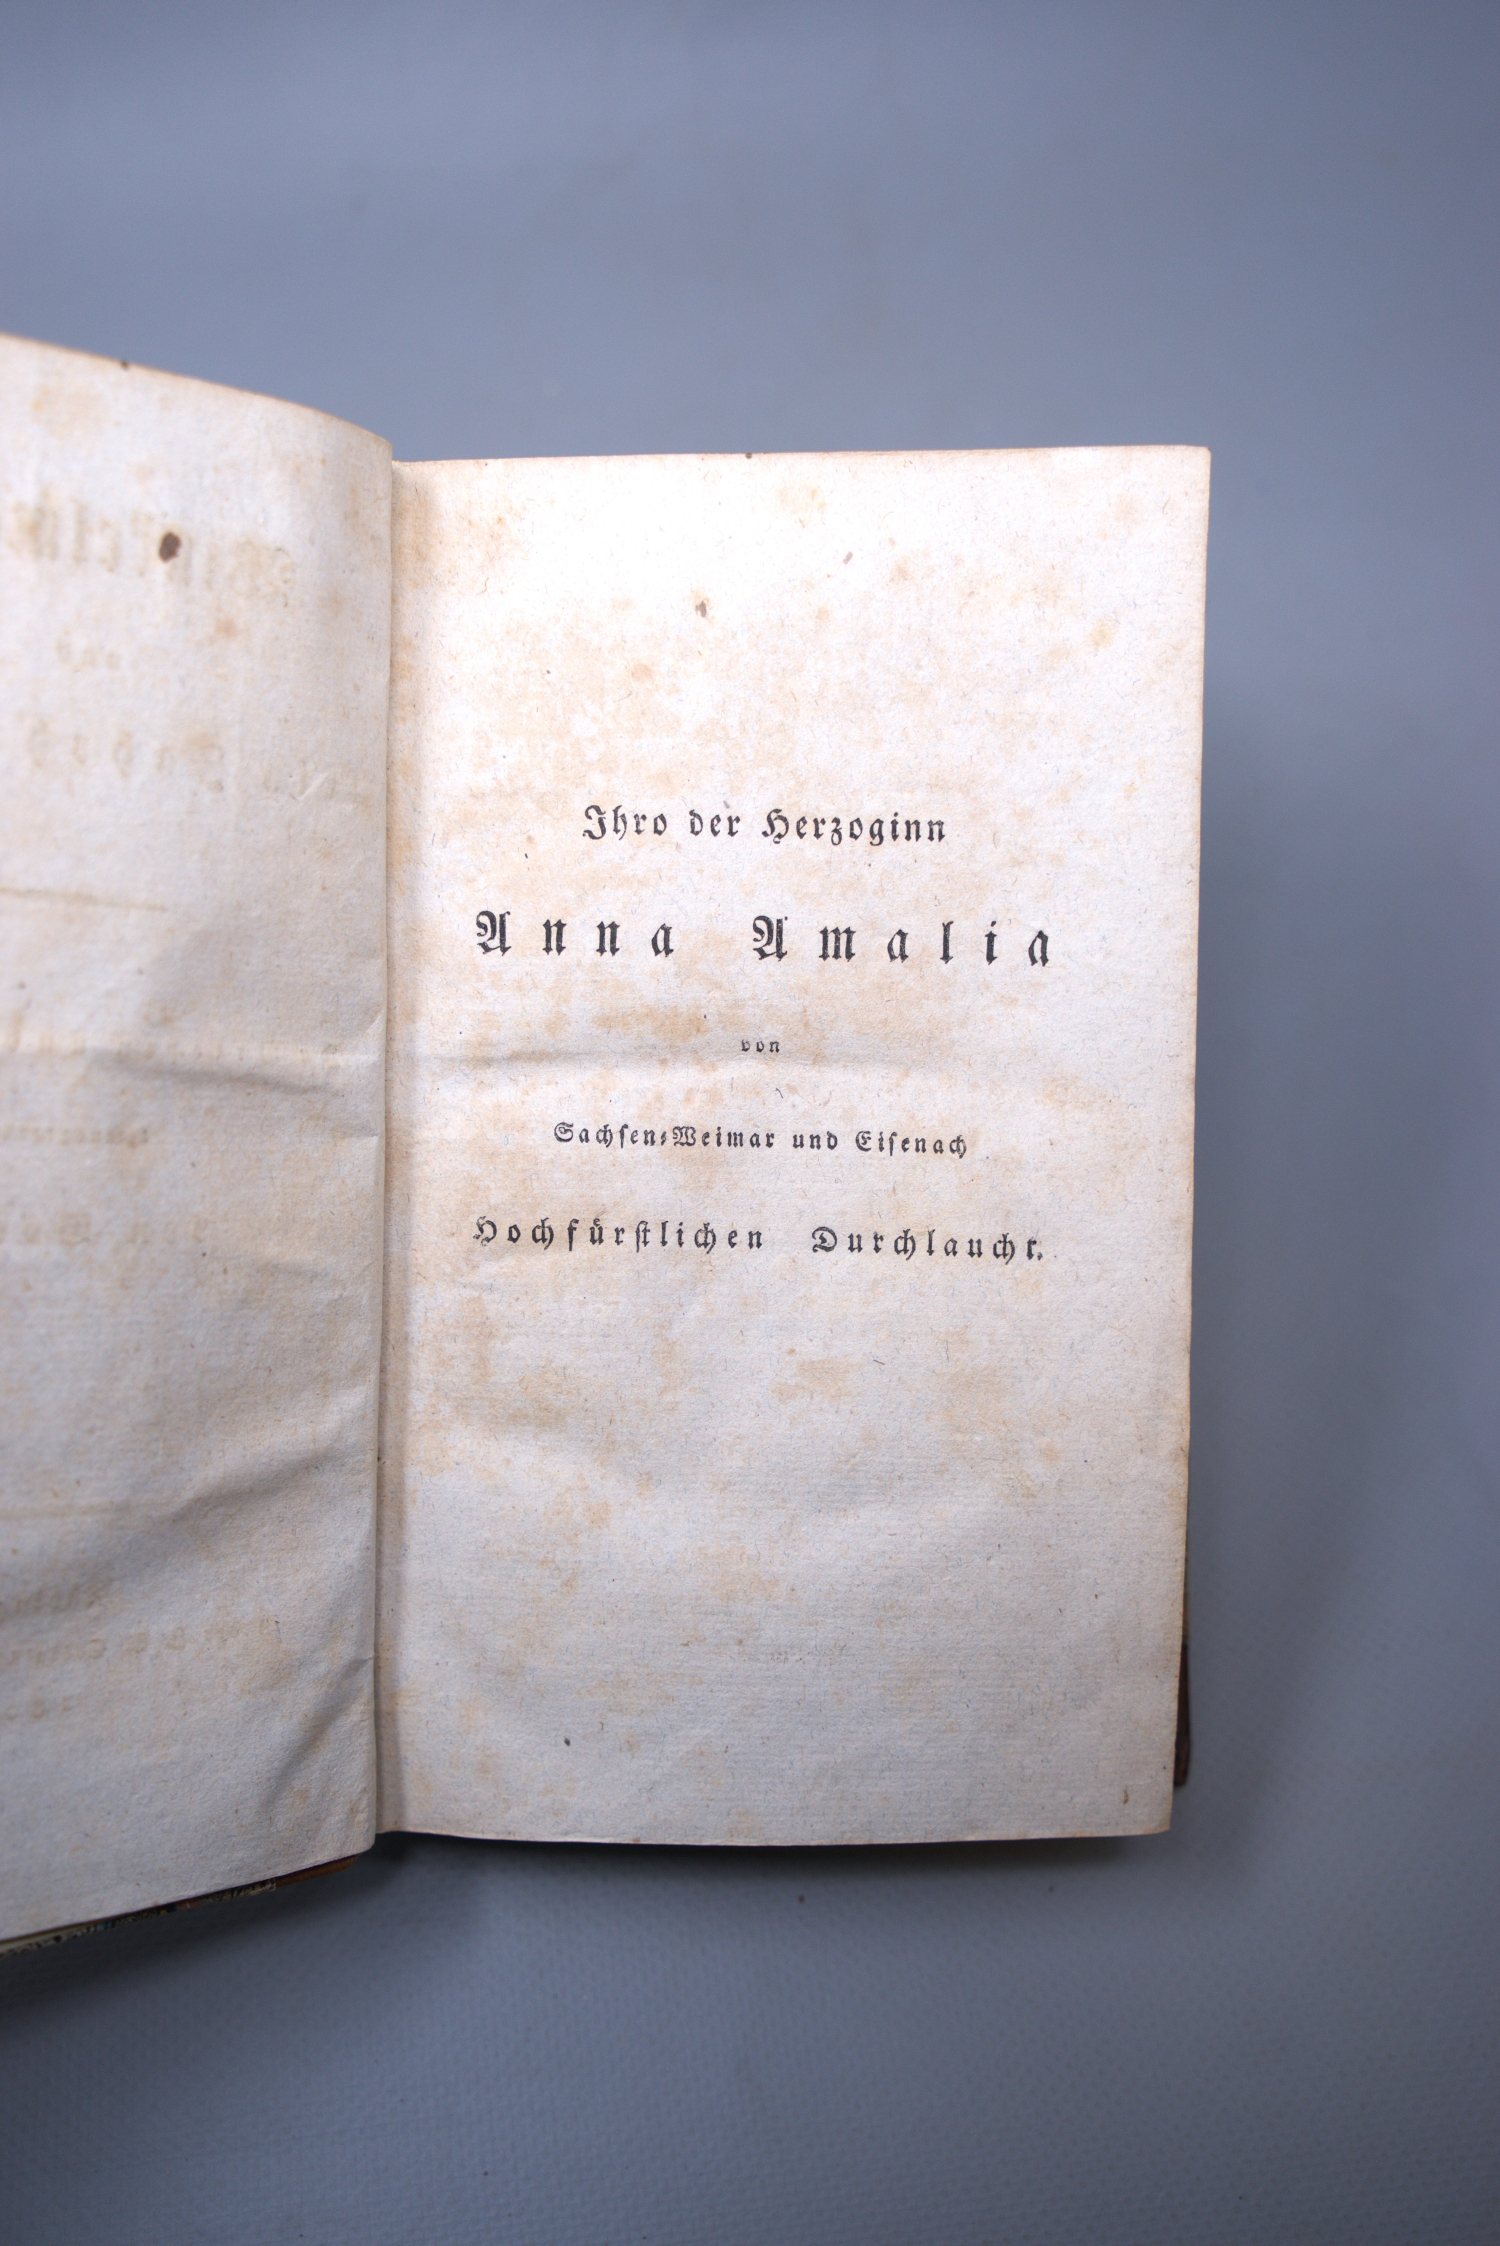 Ihro der Herzoginn
Anna Amalia
von
Sachsen⸗Weimar und Eisenach
Hochfürstlichen Durchlaucht.